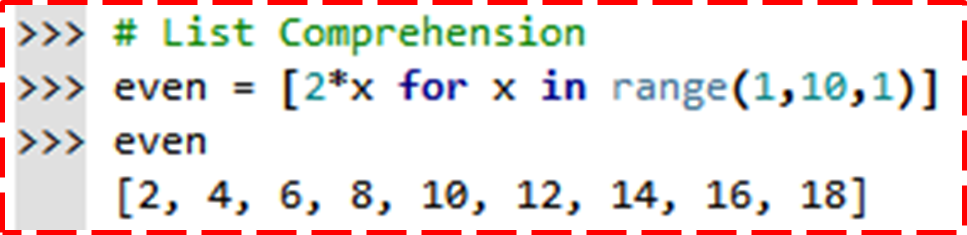 >>> # List Comprehension
>>> even = [2*x for x in range(1,10,1)]
>>> even
[2, 4, 6, 8, 10, 12, 14, 16, 18]